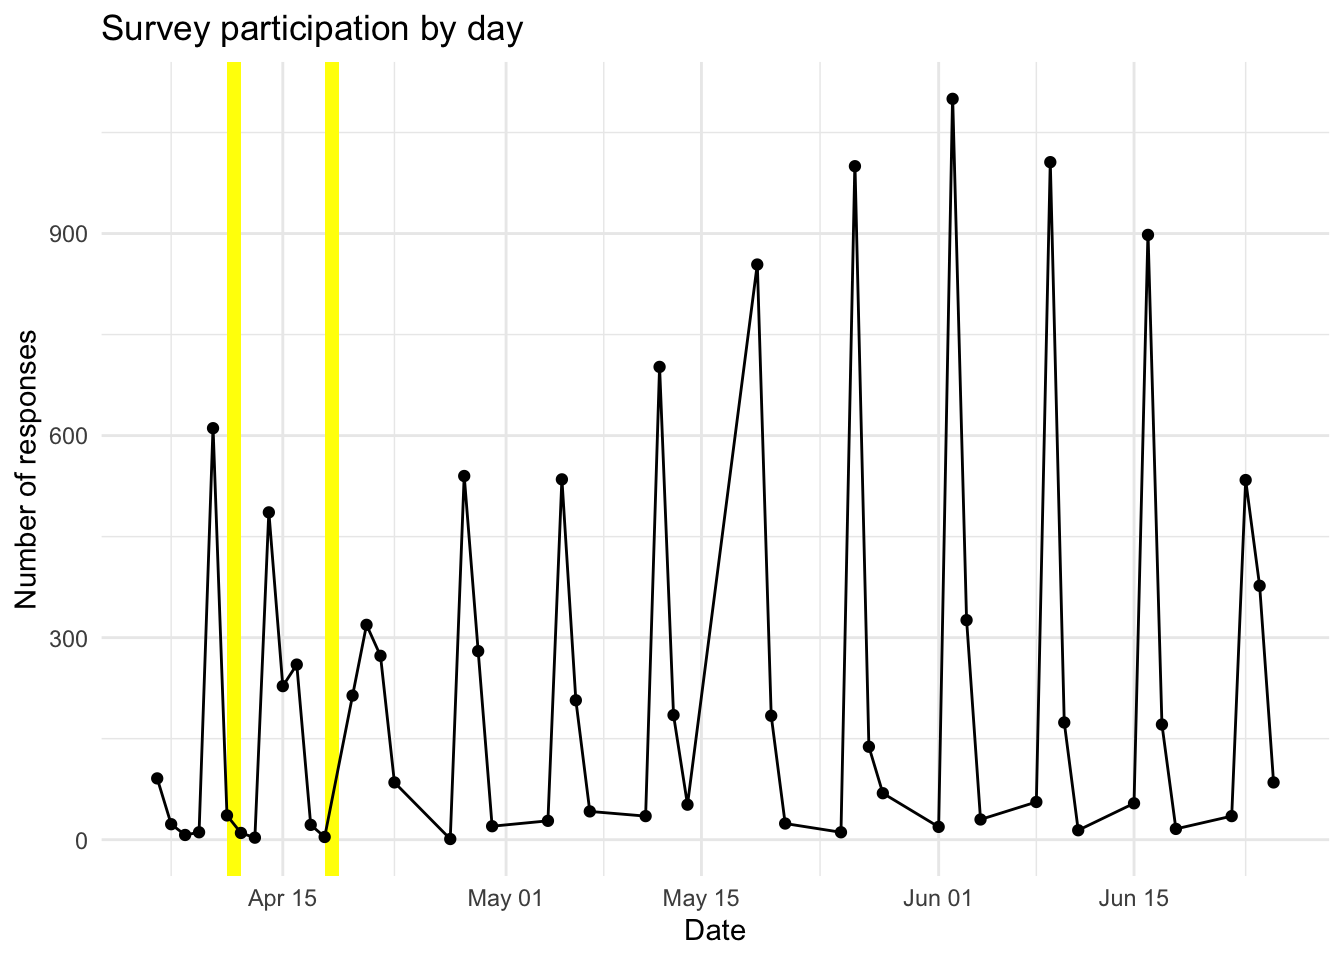 Survey participation by day
Number of responses
900
600
300
0
Apr 15
May 01
May 15
Jun 01
Jun 15
Date